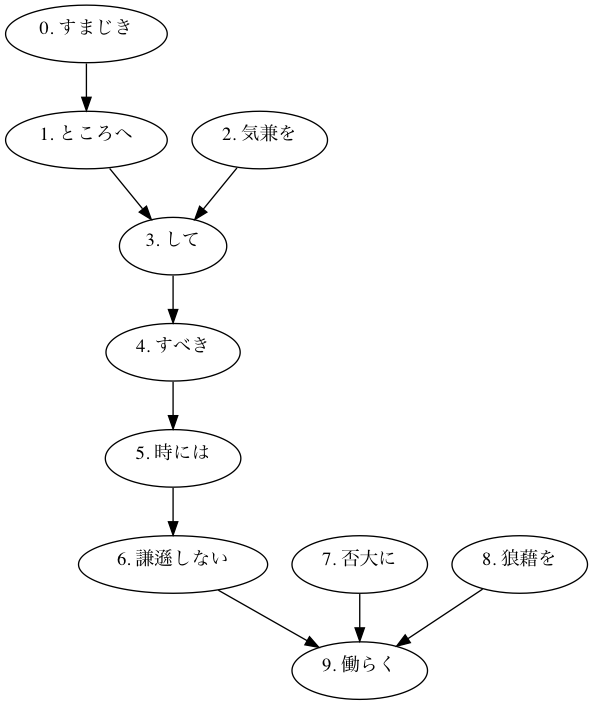 0. すまじき
1. ところへ
2. 気兼を
3. して
4. すべき
5. 時には
6. 謙遜しない
7. 否大に
8. 狼藉を
9. 働らく